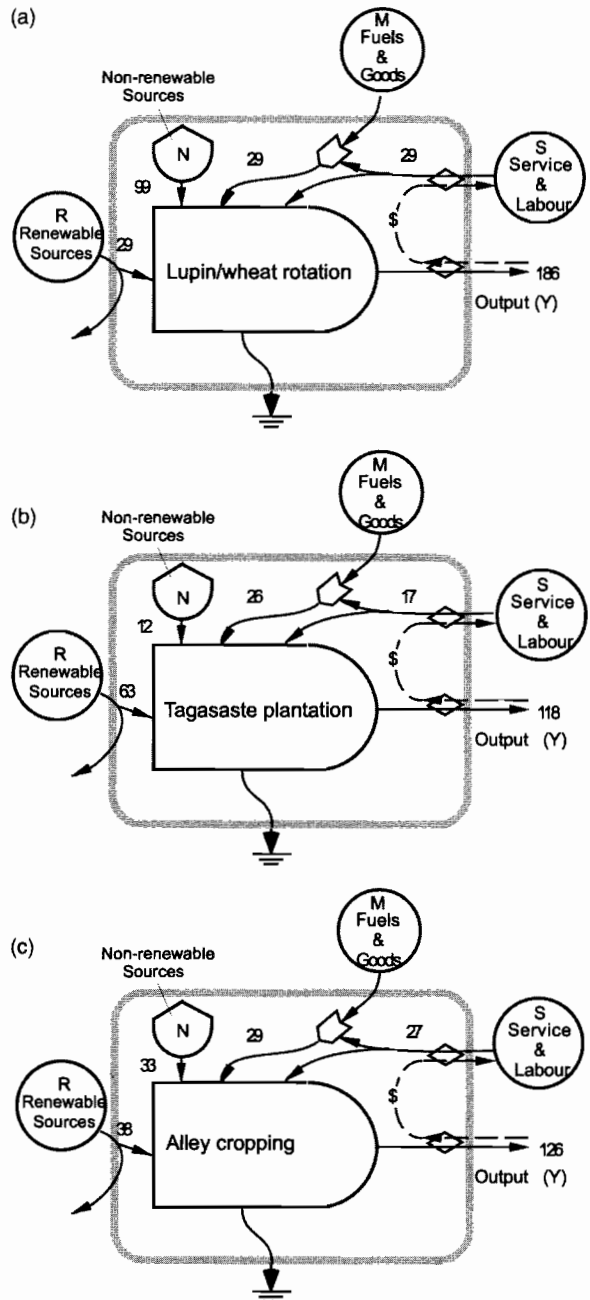 (a)
M
Fuels
&
Goods
Non-renewable
Sources
N
29
29
S
Service
&
Labour
99
R
Renewable
Sources
29
$
Lupin/wheat rotation
186
Output (Y)
(b)
M
Fuels
&
Goods
Non-renewable
Sources
N
26
17
S
Service
&
Labour
12
R
Renewable
Sources
63
$
Tagasaste plantation
118
Output (Y)
(c)
M
Fuels
&
Goods
Non-renewable
Sources
N
29
27
S
Service
&
Labour
33
R
Renewable
Sources
38
$
Alley cropping
126
Output (Y)